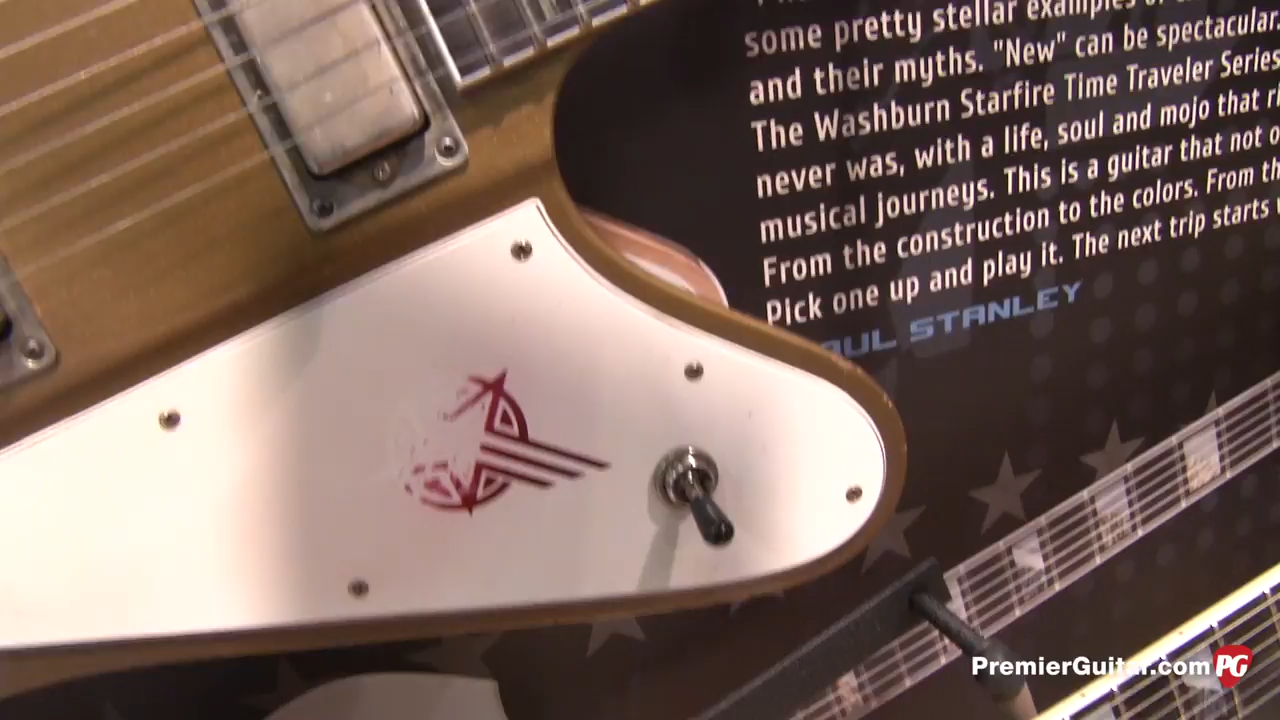 some pretty stellar examples of
and their myths. "New" can be spectacular.
The Washburn Starfire Time Traveler Series
never was, with a life, soul and mojo that
musical journeys. This is a guitar that not
From the construction to the colors. From
Pick one up and play it. The next trip starts
STANLEY
PremierGuitar.com PG